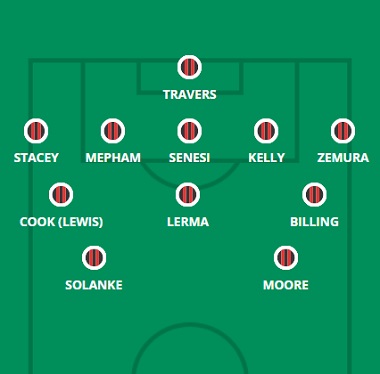 TRAVERS
STACEY MEPHAM SENESI KELLY ZEMURA
COOK (LEWIS) LERMA BILLING
SOLANKE MOORE